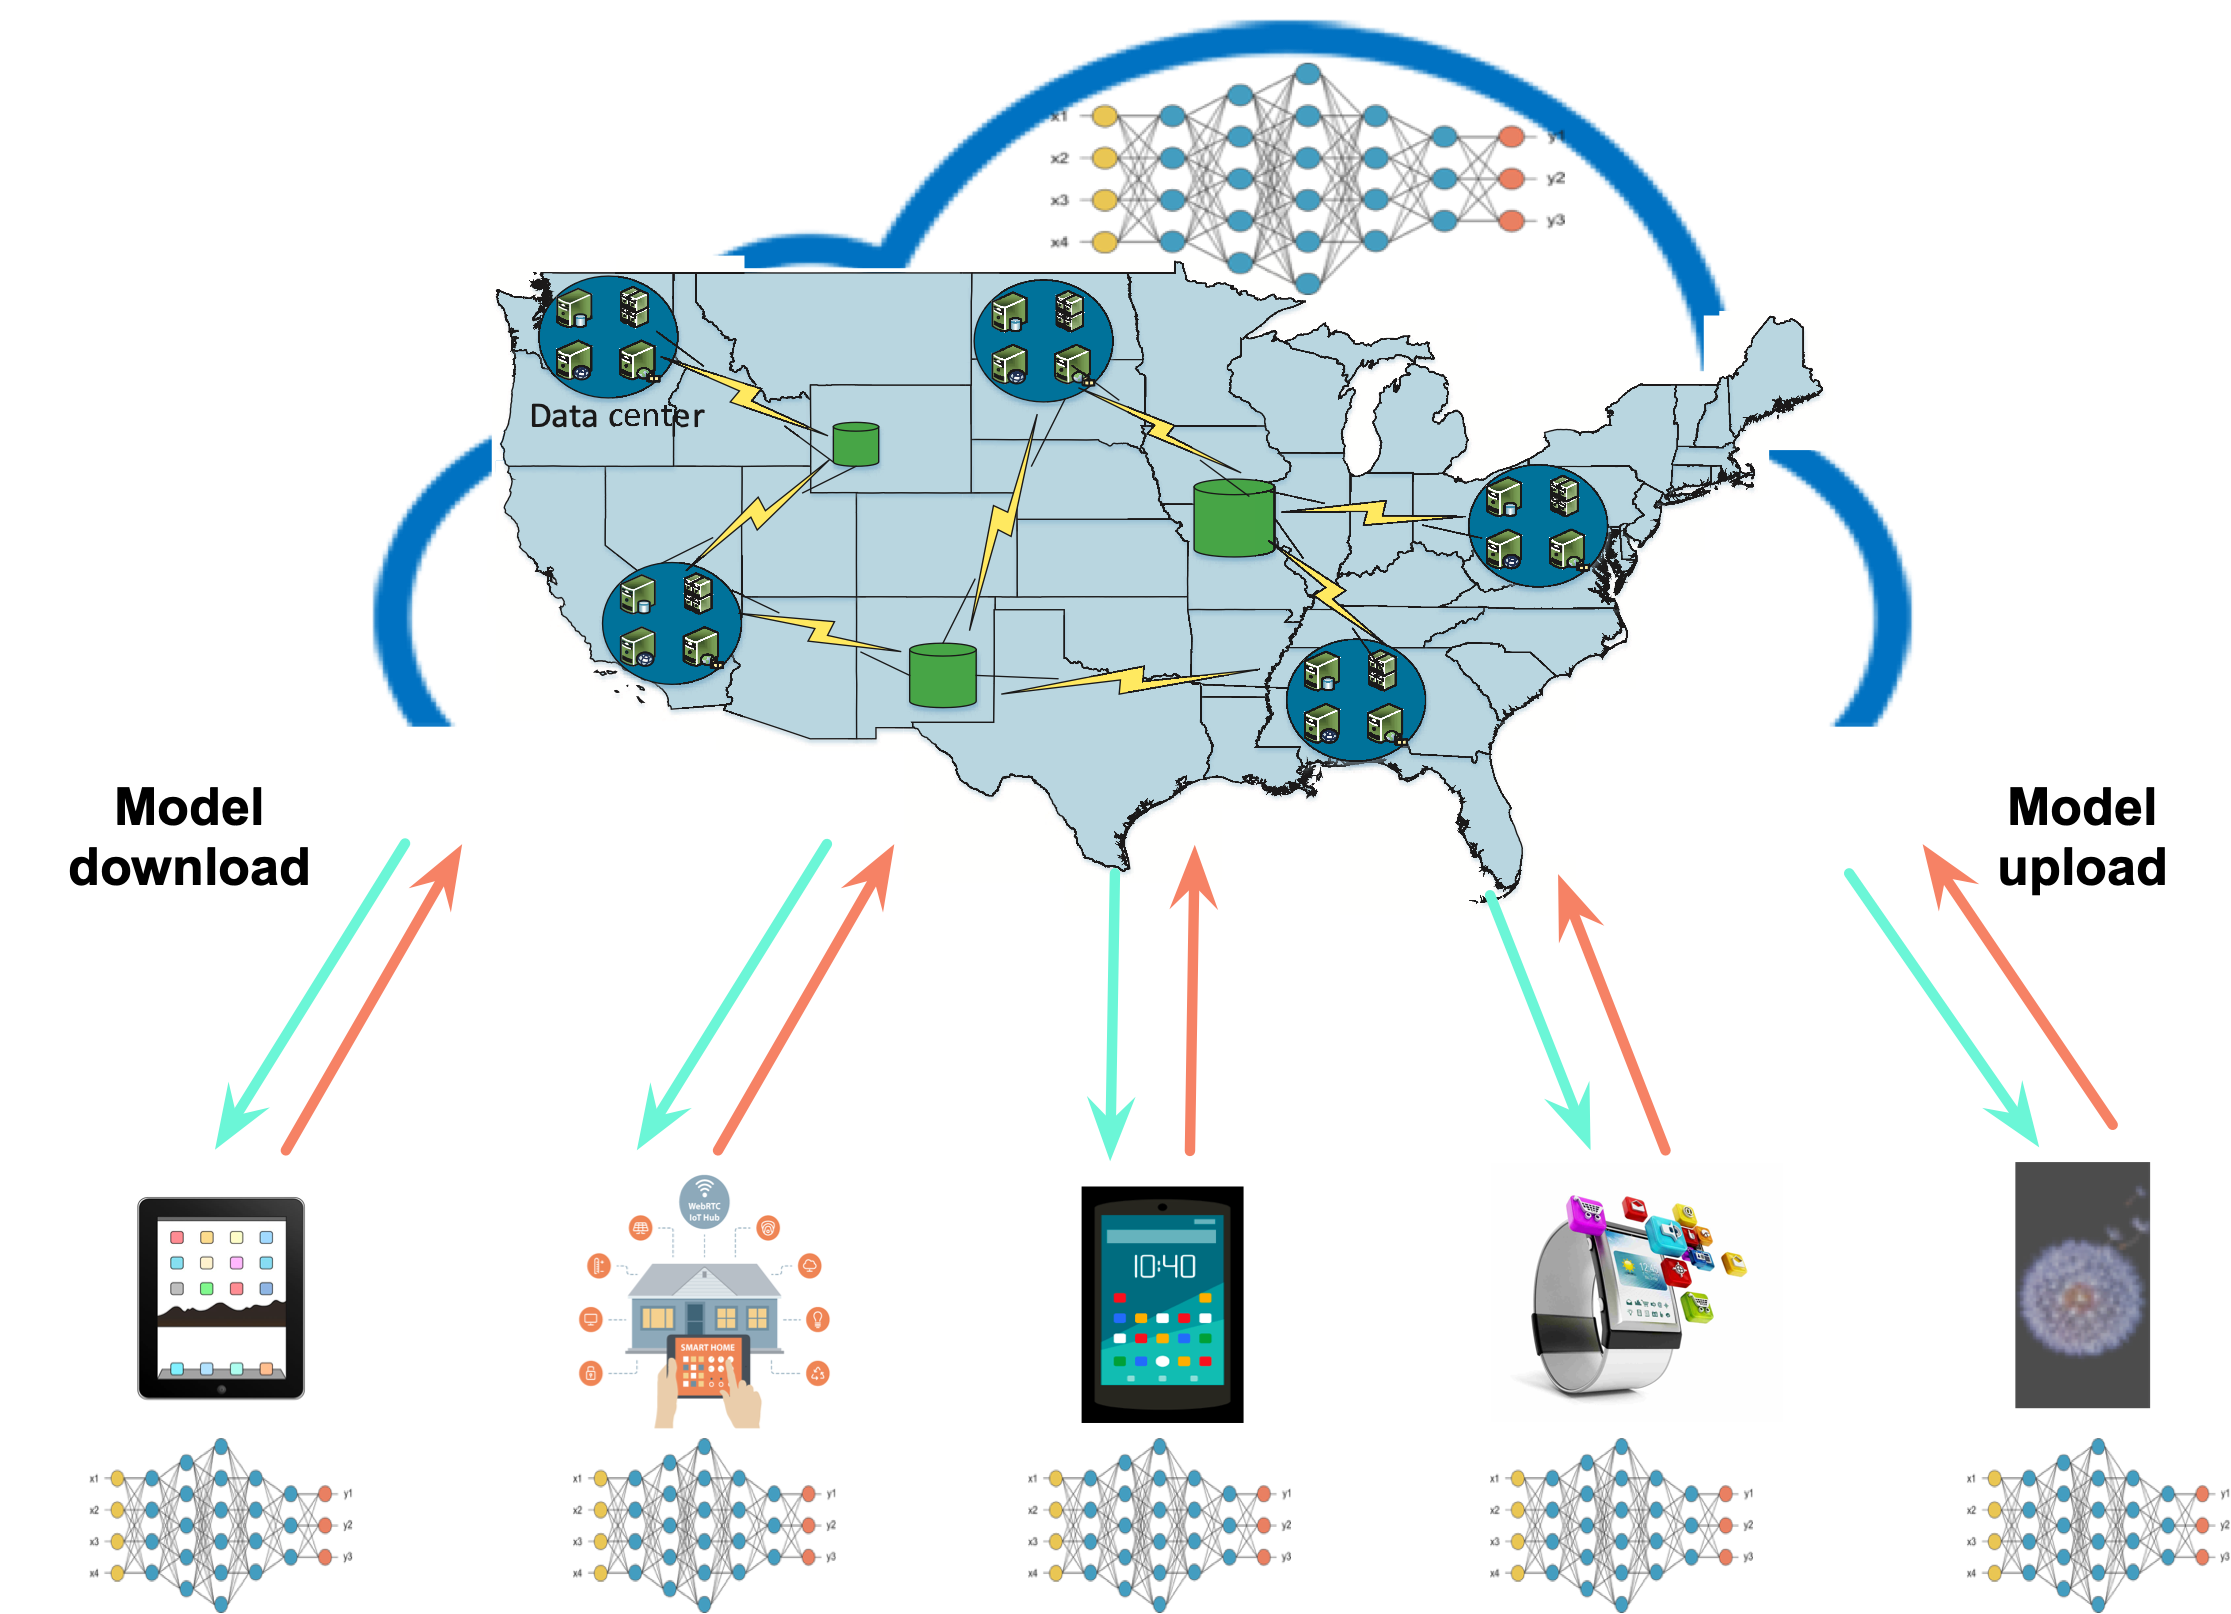 x1
x2
x3
x4
y1
y2
y3
Data center
Model
download
Model
upload
WebRTC
IoT Hub
SMART HOME
10:40
x1
x2
x3
x4
y1
y2
y3
x1
x2
x3
x4
y1
y2
y3
x1
x2
x3
x4
y1
y2
y3
x1
x2
x3
x4
y1
y2
y3
x1
x2
x3
x4
y1
y2
y3